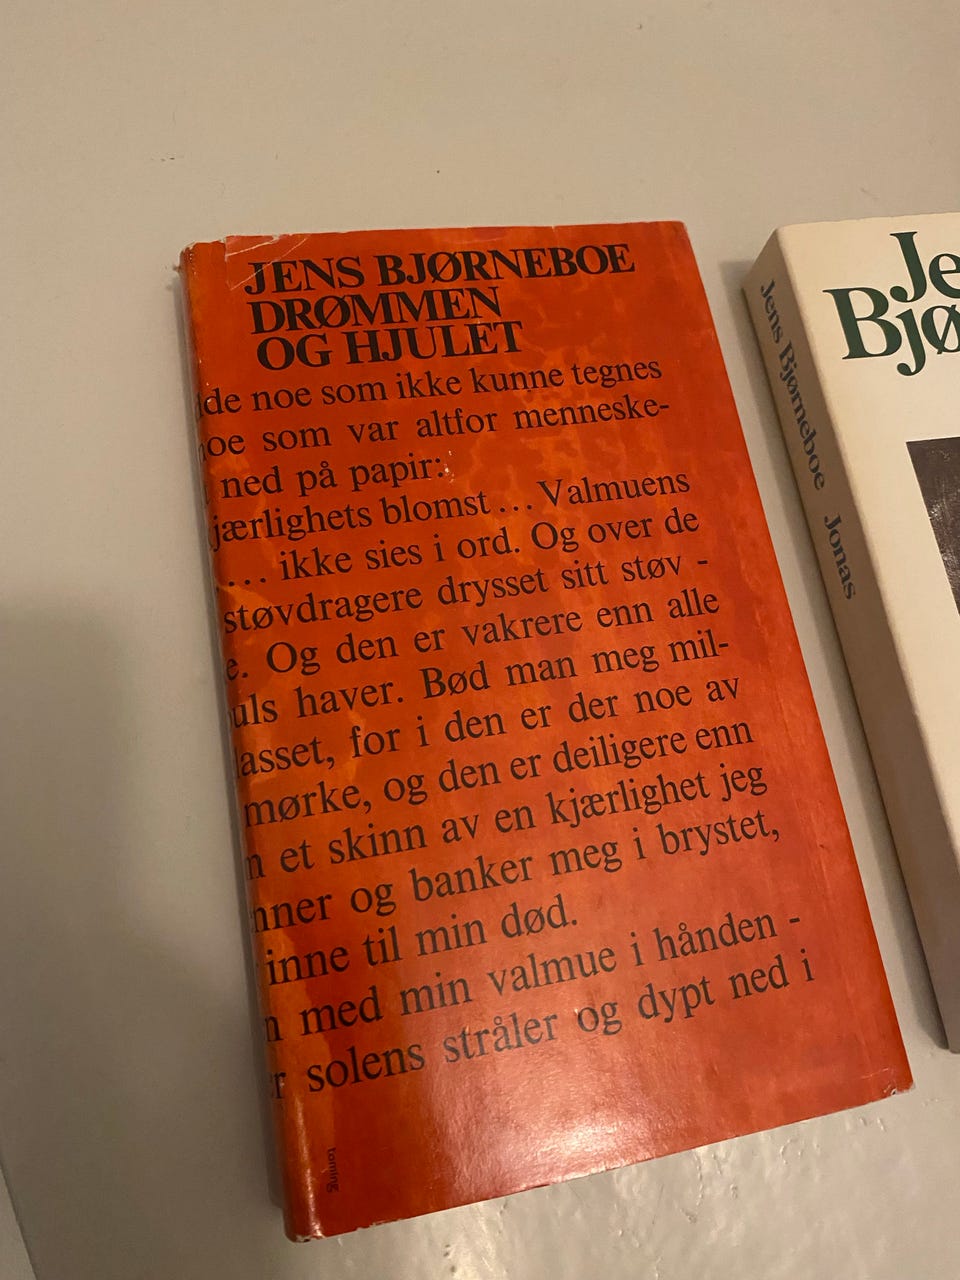 JENS BJØRNEBOE
DRØMMEN
OG HJULET
de noe som ikke kunne tegnes
noe som var altfor menneske-
ned på papir:
jærlighets blomst... Valmuens
... ikke sies i ord. Og over de
støvdragere drysset sitt støv -
e. Og den er vakrere enn alle
uls haver. Bød man meg mil-
lasset, for i den er der noe av
mørke, og den er deiligere enn
et skinn av en kjærlighet jeg
nner og banker meg i brystet,
inne til min død.
n med min valmue i hånden -
r solens stråler og dypt ned i
toming
Jens Bjørneboe Jonas
Je
Bjø